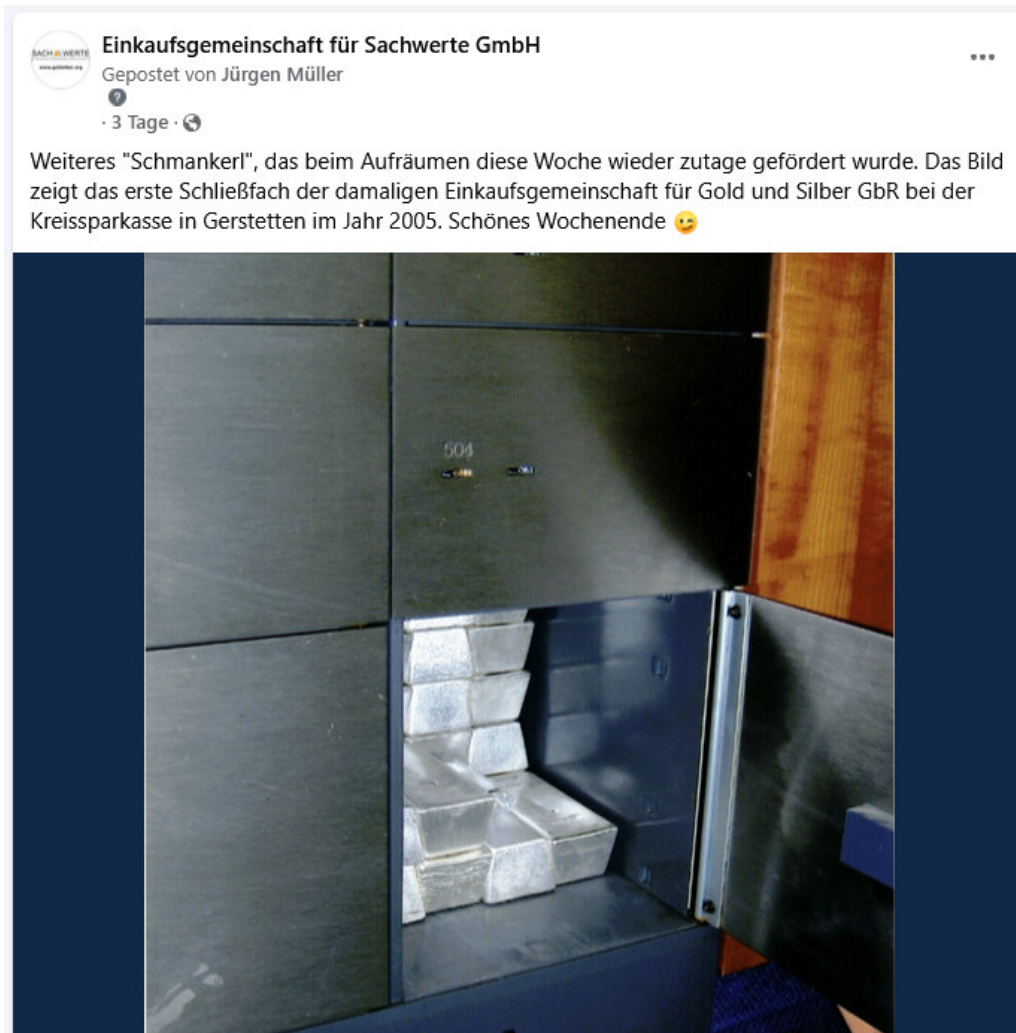 Einkaufsgemeinschaft für Sachwerte GmbH
SACH WERTE
Gepostet von Jürgen Müller
· 3 Tage ·
Weiteres "Schmankerl", das beim Aufräumen diese Woche wieder zutage gefördert wurde. Das Bild
zeigt das erste Schließfach der damaligen Einkaufsgemeinschaft für Gold und Silber GbR bei der
Kreissparkasse in Gerstetten im Jahr 2005. Schönes Wochenende 😉
504